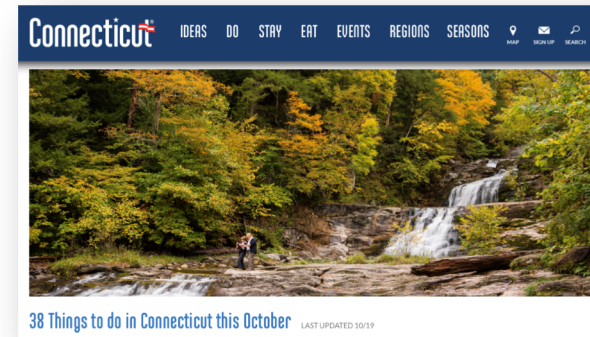 Connecticut IDEAS DO STAY EAT EVENTS REGIONS SEASONS MAP SIGN UP SEARCH
38 Things to do in Connecticut this October LAST UPDATED 10/19